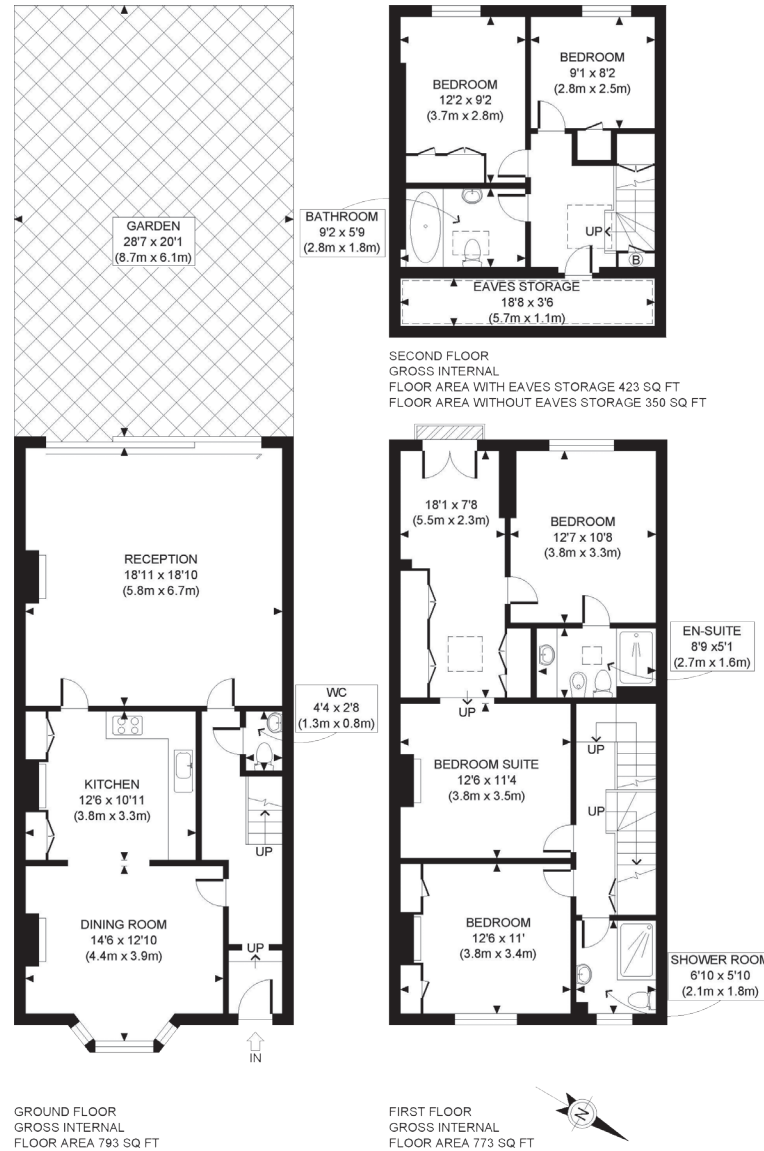 GARDEN
28'7 x 20'1
(8.7m x 6.1m)
RECEPTION
18'11 x 18'10
(5.8m x 6.7m)
WC
4'4 x 2'8
(1.3m x 0.8m)
KITCHEN
12'6 x 10'11
(3.8m x 3.3m)
UP
DINING ROOM
14'6 x 12'10
(4.4m x 3.9m)
UP
IN
GROUND FLOOR
GROSS INTERNAL
FLOOR AREA 793 SQ FT
BEDROOM
12'2 x 9'2
(3.7m x 2.8m)
BEDROOM
9'1 x 8'2
(2.8m x 2.5m)
BATHROOM
9'2 x 5'9
(2.8m x 1.8m)
UP
B
EAVES STORAGE
18'8 x 3'6
(5.7m x 1.1m)
SECOND FLOOR
GROSS INTERNAL
FLOOR AREA WITH EAVES STORAGE 423 SQ FT
FLOOR AREA WITHOUT EAVES STORAGE 350 SQ FT
18'1 x 7'8
(5.5m x 2.3m)
BEDROOM
12'7 x 10'8
(3.8m x 3.3m)
EN-SUITE
8'9 x5'1
(2.7m x 1.6m)
UP
BEDROOM SUITE
12'6 x 11'4
(3.8m x 3.5m)
UP
UP
BEDROOM
12'6 x 11'
(3.8m x 3.4m)
SHOWER ROOM
6'10 x 5'10
(2.1m x 1.8m)
FIRST FLOOR
GROSS INTERNAL
FLOOR AREA 773 SQ FT
N